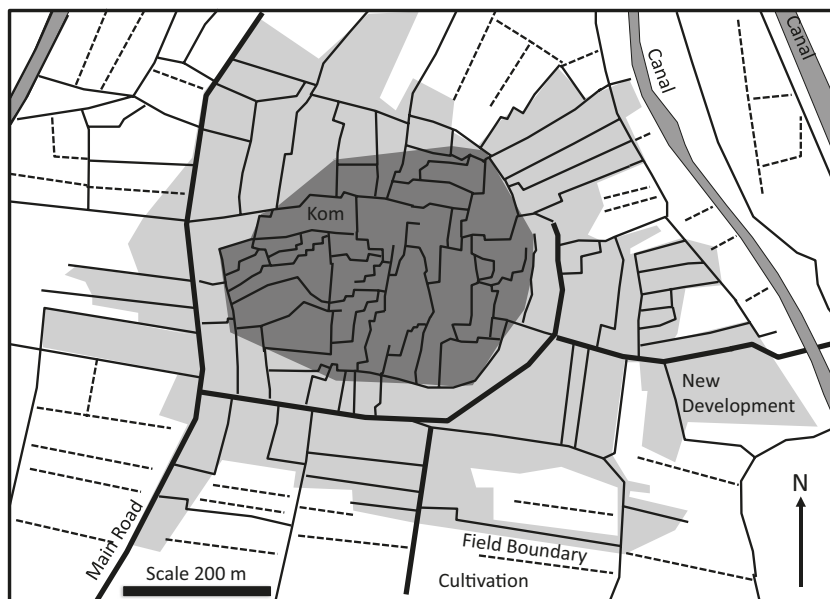 Canal
Canal
Kom
New
Development
N
Main Road
Field Boundary
Scale 200 m
Cultivation